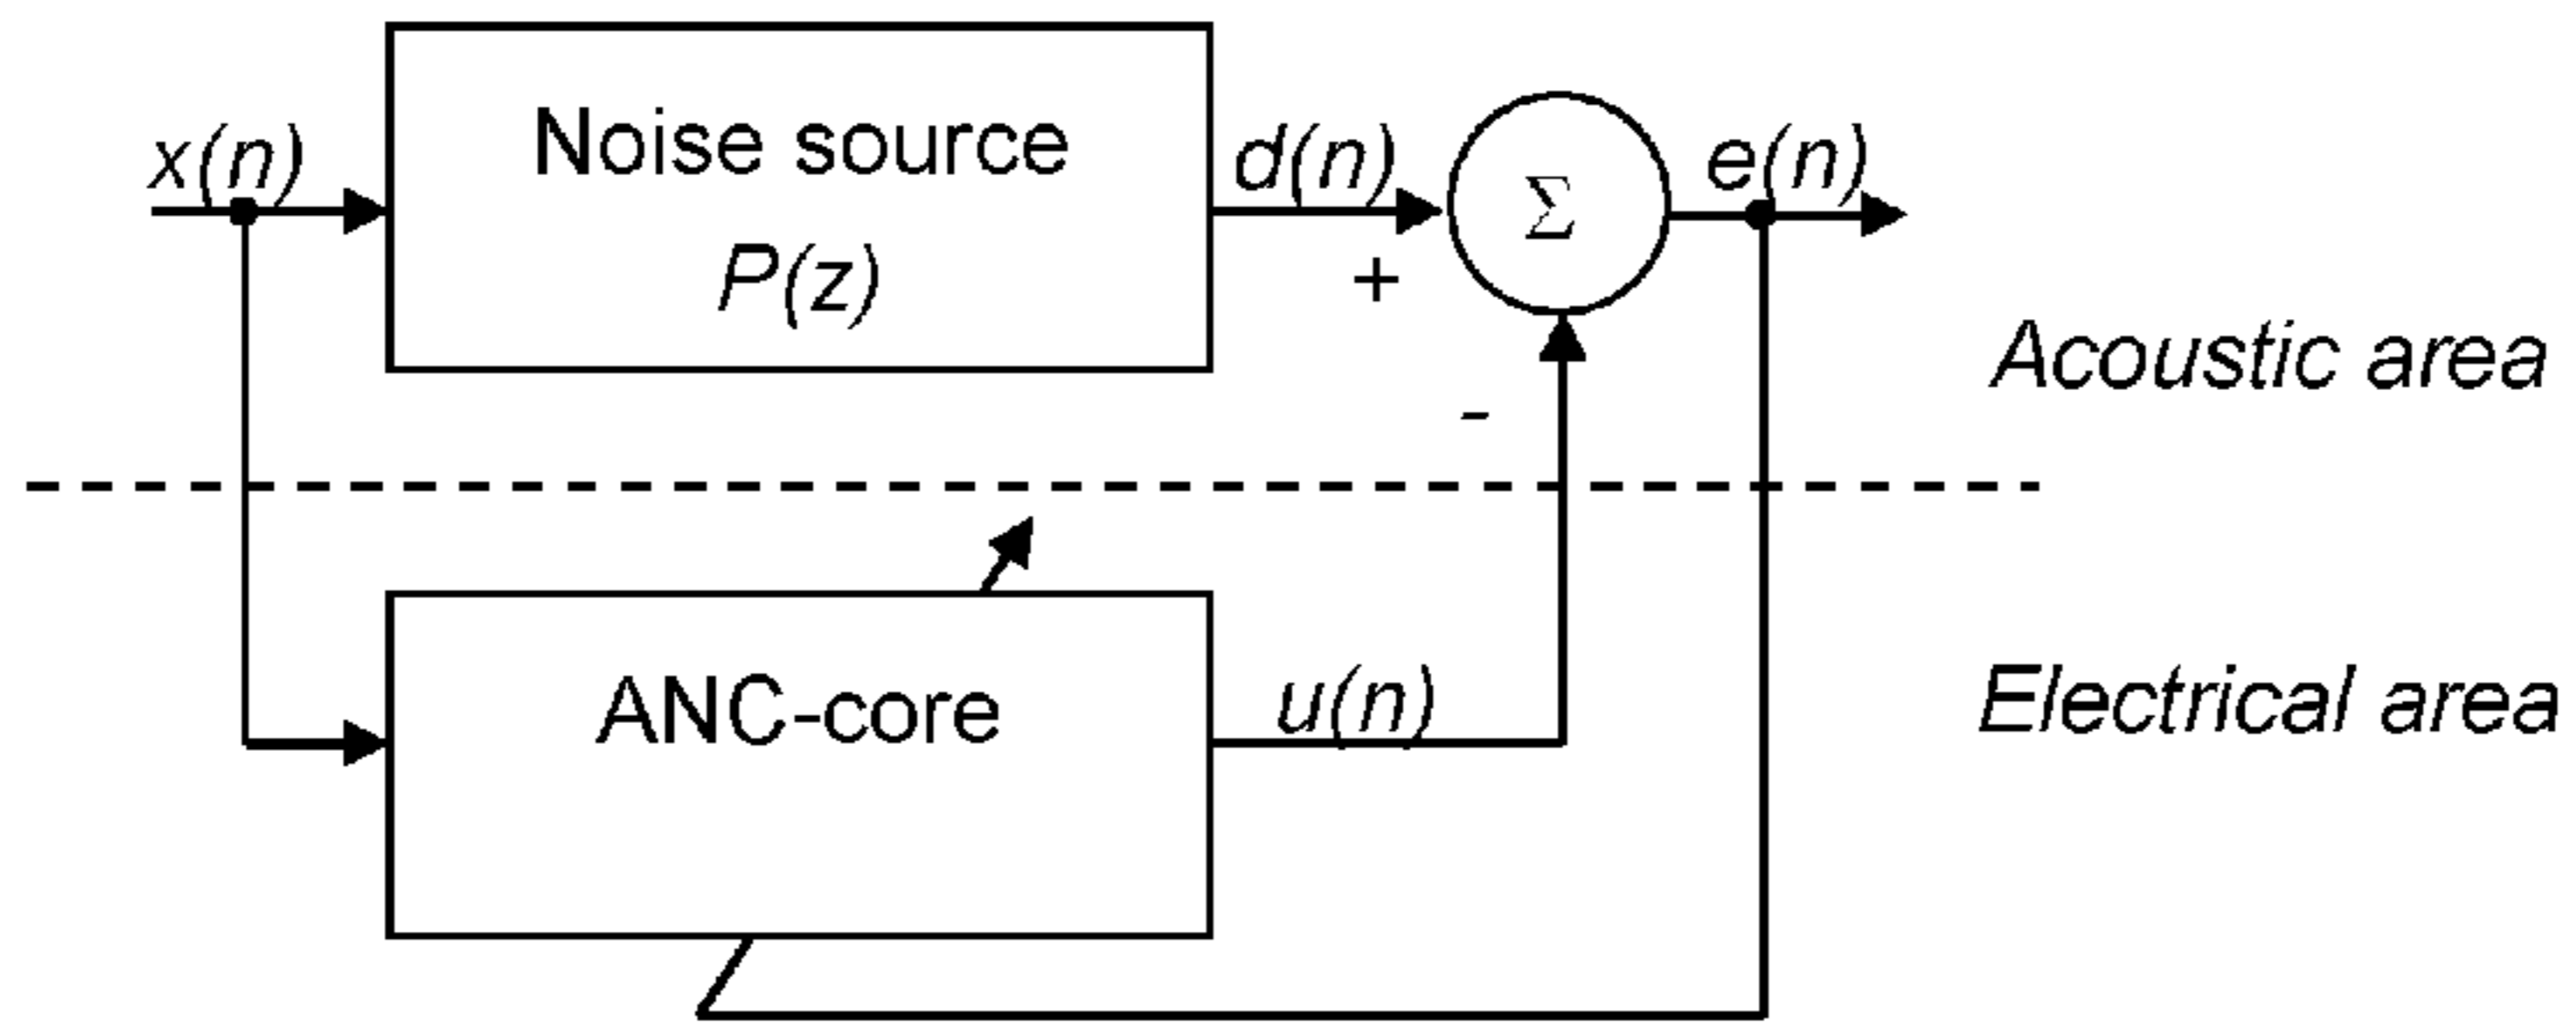 x(n)
Noise source
P(z)
d(n)
+
Σ
e(n)
-
Acoustic area
ANC-core
u(n)
Electrical area